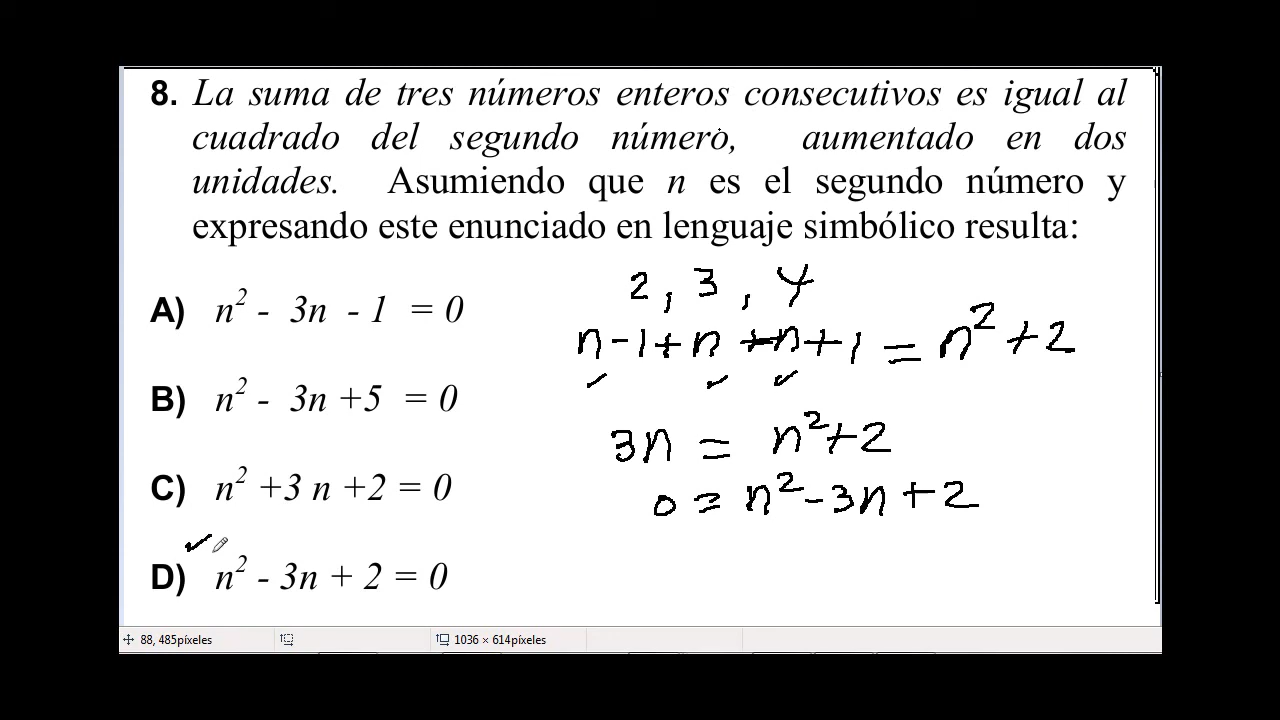 8. La suma de tres números enteros consecutivos es igual al
cuadrado del segundo número, aumentado en dos
unidades. Asumiendo que n es el segundo número y
expresando este enunciado en lenguaje simbólico resulta:
2, 3, 4
A) n² - 3n - 1 = 0
n-1+n+n+1=n²+2
B) n² - 3n +5 = 0
3n = n²+2
C) n² +3 n +2 = 0
0 = n²-3n+2
D) n² - 3n + 2 = 0
88, 485píxeles
1036 × 614píxeles